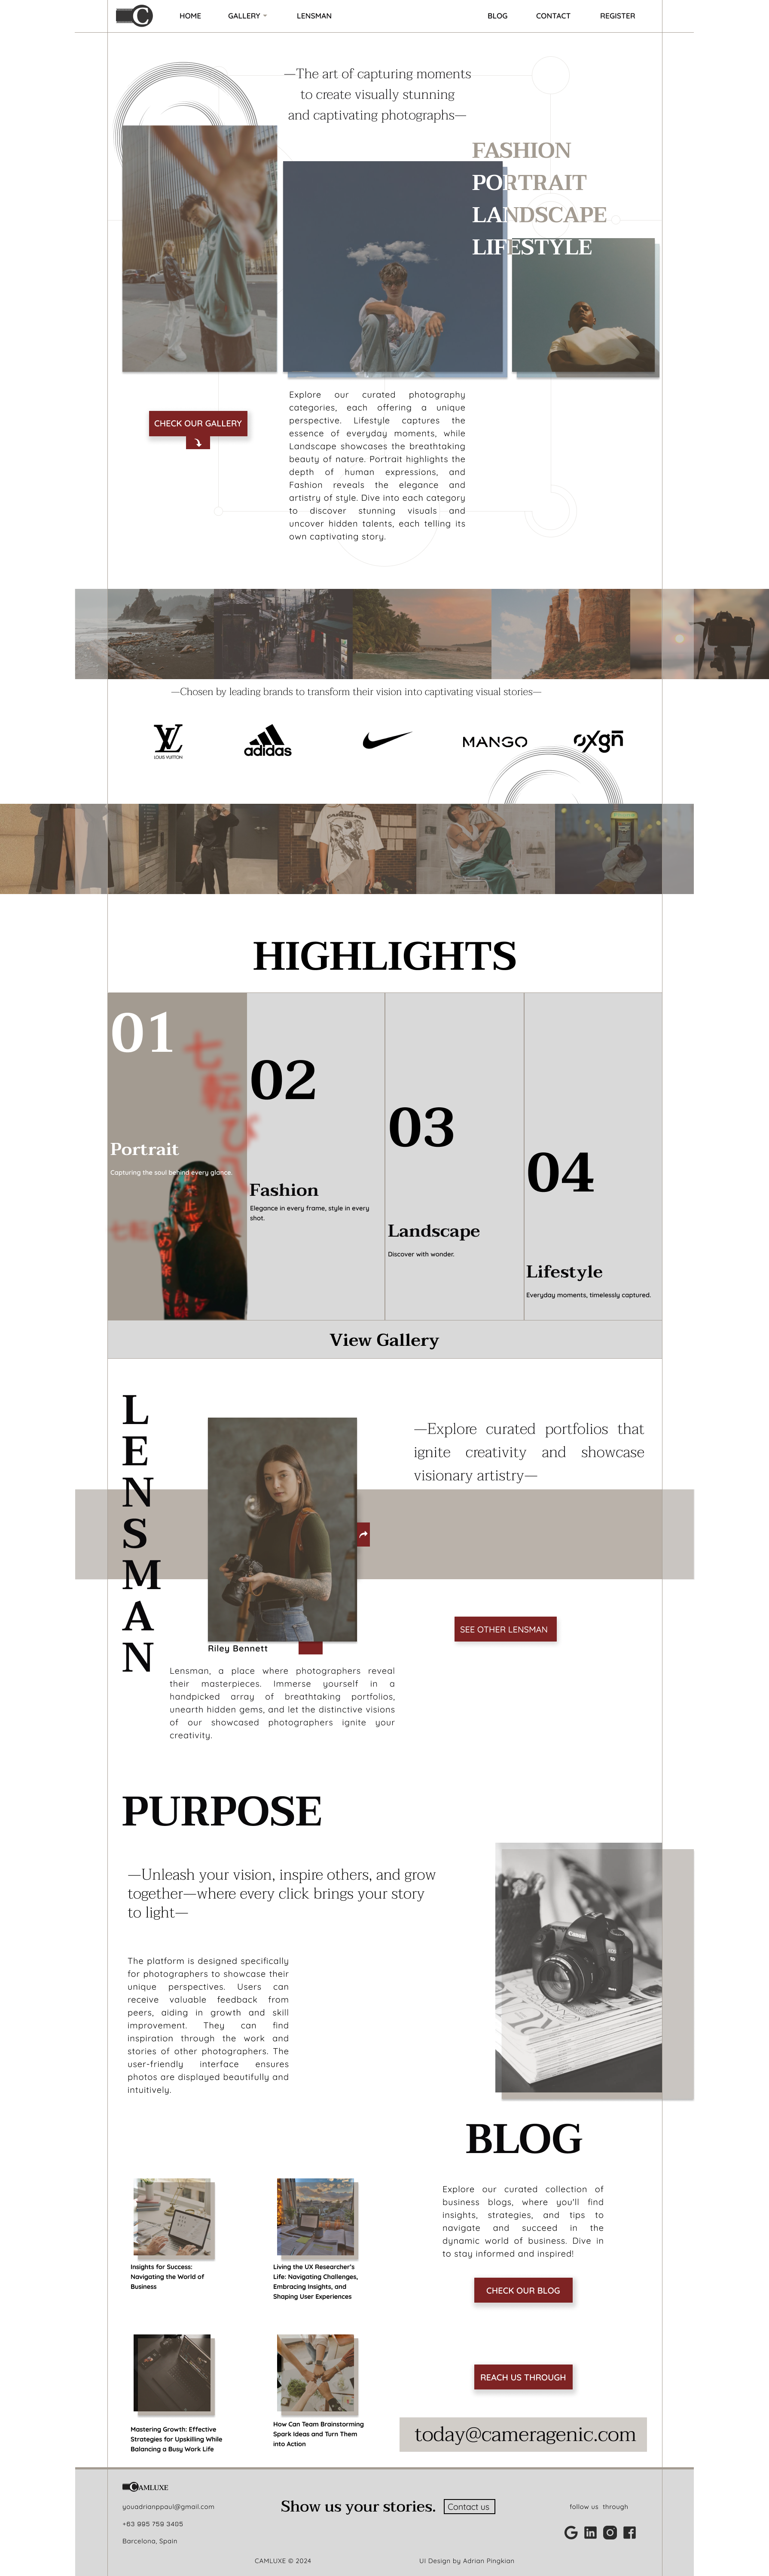 C
HOME
GALLERY
LENSMAN
BLOG
CONTACT
REGISTER
—The art of capturing moments
to create visually stunning
and captivating photographs—
FASHION
PORTRAIT
LANDSCAPE
LIFESTYLE
CHECK OUR GALLERY
Explore our curated photography
categories, each offering a unique
perspective. Lifestyle captures the
essence of everyday moments, while
Landscape showcases the breathtaking
beauty of nature. Portrait highlights the
depth of human expressions, and
Fashion reveals the elegance and
artistry of style. Dive into each category
to discover stunning visuals and
uncover hidden talents, each telling its
own captivating story.
—Chosen by leading brands to transform their vision into captivating visual stories—
LOUIS VUITTON
adidas
MANGO
oxgn
HIGHLIGHTS
01
Portrait
Capturing the soul behind every glance.
七転び
02
Fashion
Elegance in every frame, style in every
shot.
03
Landscape
Discover with wonder.
04
Lifestyle
Everyday moments, timelessly captured.
View Gallery
LENSMAN
—Explore curated portfolios that
ignite creativity and showcase
visionary artistry—
SEE OTHER LENSMAN
Riley Bennett
Lensman, a place where photographers reveal
their masterpieces. Immerse yourself in a
handpicked array of breathtaking portfolios,
unearth hidden gems, and let the distinctive visions
of our showcased photographers ignite your
creativity.
PURPOSE
—Unleash your vision, inspire others, and grow
together—where every click brings your story
to light—
The platform is designed specifically
for photographers to showcase their
unique perspectives. Users can
receive valuable feedback from
peers, aiding in growth and skill
improvement. They can find
inspiration through the work and
stories of other photographers. The
user-friendly interface ensures
photos are displayed beautifully and
intuitively.
Canon
BLOG
Explore our curated collection of
business blogs, where you'll find
insights, strategies, and tips to
navigate and succeed in the
dynamic world of business. Dive in
to stay informed and inspired!
CHECK OUR BLOG
Insights for Success:
Navigating the World of
Business
Living the UX Researcher's
Life: Navigating Challenges,
Embracing Insights, and
Shaping User Experiences
Mastering Growth: Effective
Strategies for Upskilling While
Balancing a Busy Work Life
How Can Team Brainstorming
Spark Ideas and Turn Them
into Action
REACH US THROUGH
today@cameragenic.com
CAMLUXE
youadrianppaul@gmail.com
+63 995 759 3405
Barcelona, Spain
Show us your stories.
Contact us
follow us through
CAMLUXE © 2024
UI Design by Adrian Pingkian